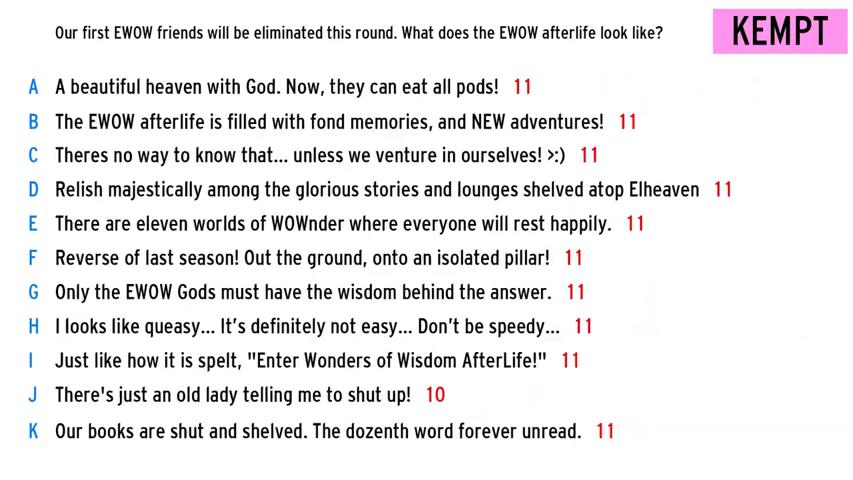 Our first EWOW friends will be eliminated this round. What does the EWOW afterlife look like?
KEMPT
A A beautiful heaven with God. Now, they can eat all pods! 11
B The EWOW afterlife is filled with fond memories, and NEW adventures! 11
C Theres no way to know that... unless we venture in ourselves! >:) 11
D Relish majestically among the glorious stories and lounges shelved atop Elheaven 11
E There are eleven worlds of WOWnder where everyone will rest happily. 11
F Reverse of last season! Out the ground, onto an isolated pillar! 11
G Only the EWOW Gods must have the wisdom behind the answer. 11
H I looks like queasy... It's definitely not easy... Don't be speedy... 11
I Just like how it is spelt, "Enter Wonders of Wisdom AfterLife!" 11
J There's just an old lady telling me to shut up! 10
K Our books are shut and shelved. The dozenth word forever unread. 11